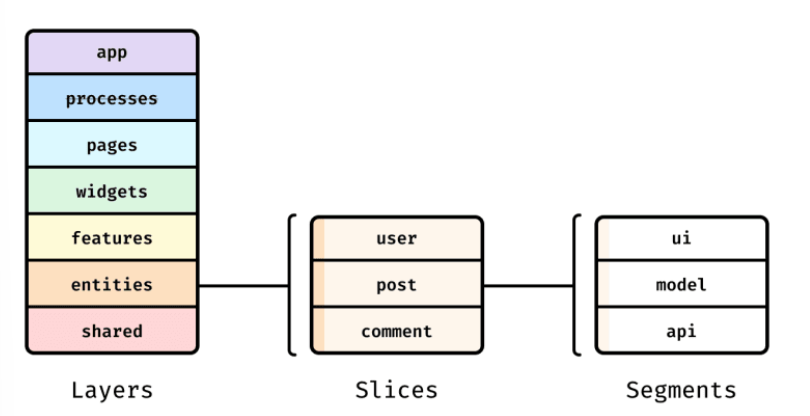 app
processes
pages
widgets
features
entities
shared
user
post
comment
ui
model
api
Layers
Slices
Segments